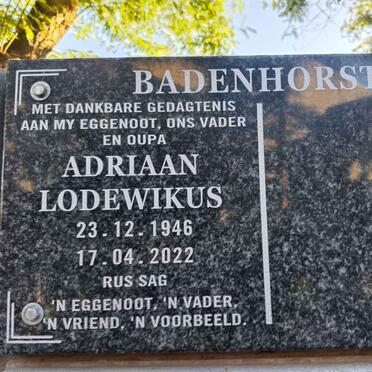 BADENHORST
MET DANKBARE GEDAGTENIS
AAN MY EGGENOOT, ONS VADER
EN OUPA
ADRIAAN
LODEWIKUS
23.12.1946
17.04.2022
RUS SAG
'N EGGENOOT, 'N VADER,
'N VRIEND, 'N VOORBEELD.